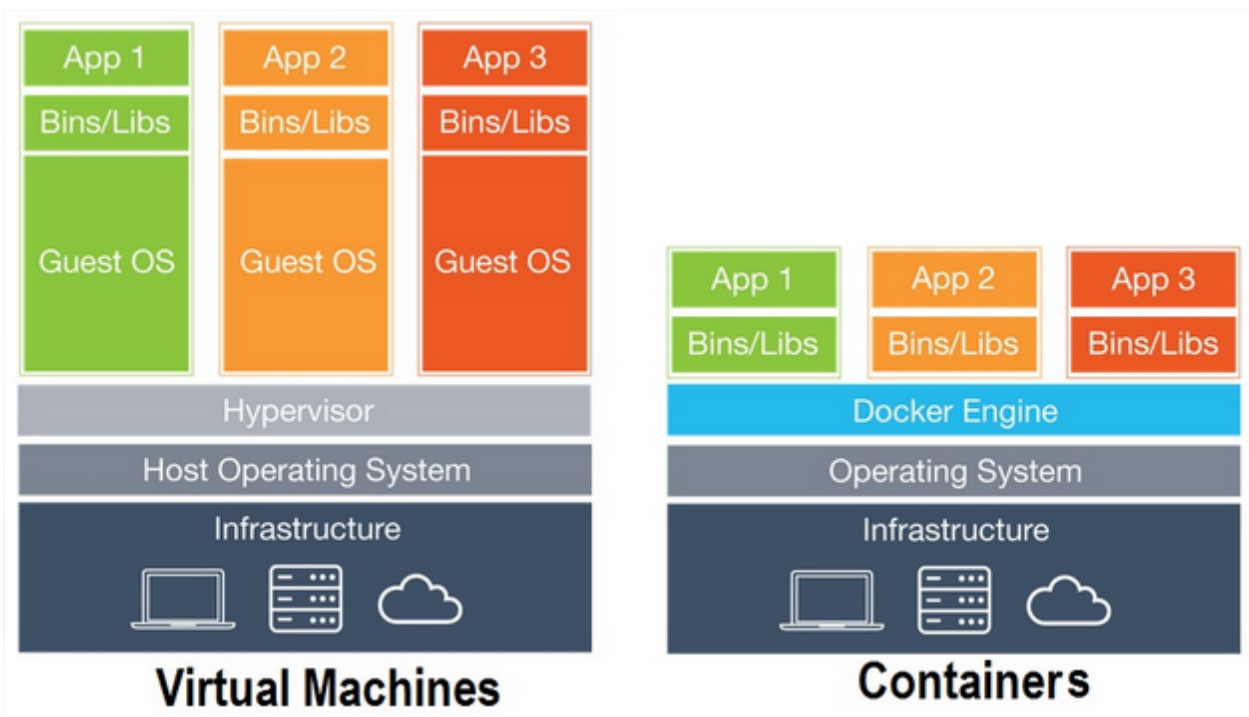 App 1
App 2
App 3
Bins/Libs
Bins/Libs
Bins/Libs
Guest OS
Guest OS
Guest OS
Hypervisor
Host Operating System
Infrastructure
Virtual Machines
App 1
App 2
App 3
Bins/Libs
Bins/Libs
Bins/Libs
Docker Engine
Operating System
Infrastructure
Containers